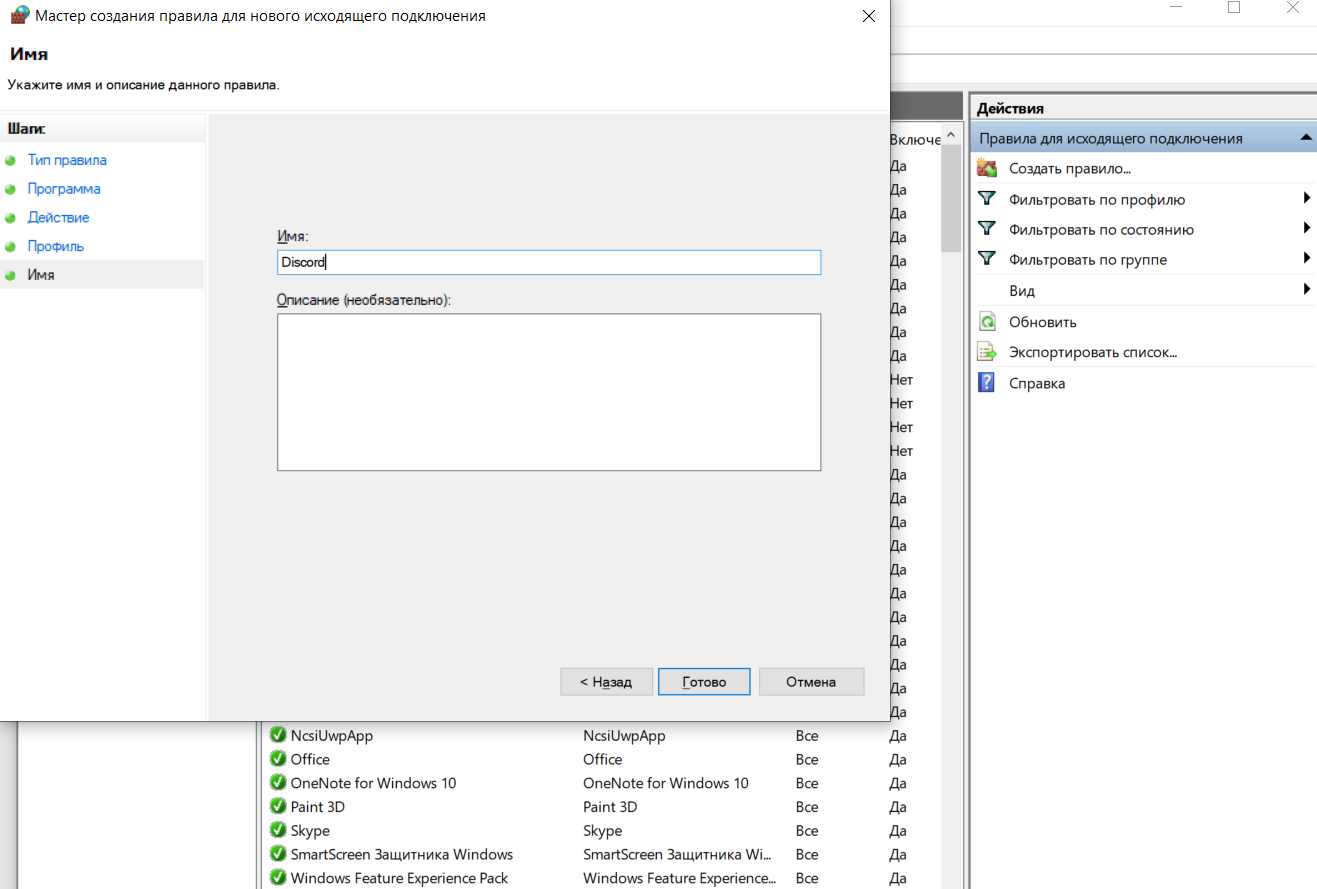 Мастер создания правила для нового исходящего подключения
Имя
Укажите имя и описание данного правила.
Шаги:
Тип правила
Программа
Действие
Профиль
Имя
Имя:
Discord
Описание (необязательно):
< Назад
Готово
Отмена
Включе
Да
Да
Да
Да
Да
Да
Да
Да
Да
Нет
Нет
Нет
Нет
Да
Да
Да
Да
Да
Да
Да
Да
Да
Да
Да
NcsiUwpApp NcsiUwpApp Все Да
Office Office Все Да
OneNote for Windows 10 OneNote for Windows 10 Все Да
Paint 3D Paint 3D Все Да
Skype Skype Все Да
SmartScreen Защитника Windows SmartScreen Защитника Wi... Все Да
Windows Feature Experience Pack Windows Feature Experience... Все Да
Действия
Правила для исходящего подключения
Создать правило...
Фильтровать по профилю
Фильтровать по состоянию
Фильтровать по группе
Вид
Обновить
Экспортировать список...
Справка